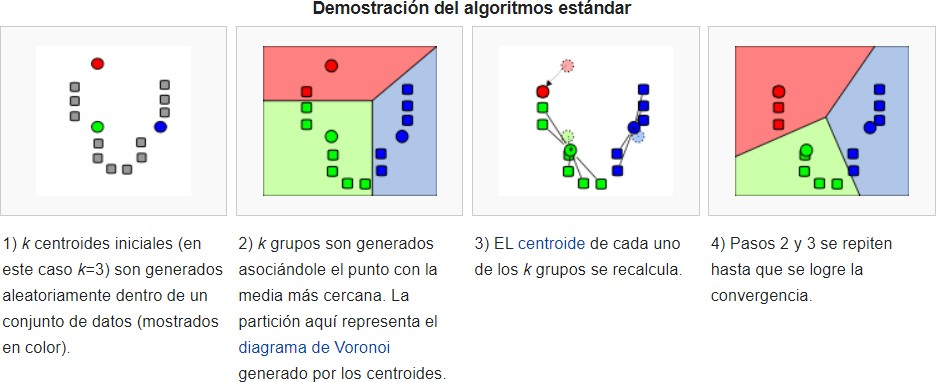 Demostración del algoritmos estándar
1) k centroides iniciales (en
este caso k=3) son generados
aleatoriamente dentro de un
conjunto de datos (mostrados
en color).
2) k grupos son generados
asociándole el punto con la
media más cercana. La
partición aquí representa el
diagrama de Voronoi
generado por los centroides.
3) EL centroide de cada uno
de los k grupos se recalcula.
4) Pasos 2 y 3 se repiten
hasta que se logre la
convergencia.